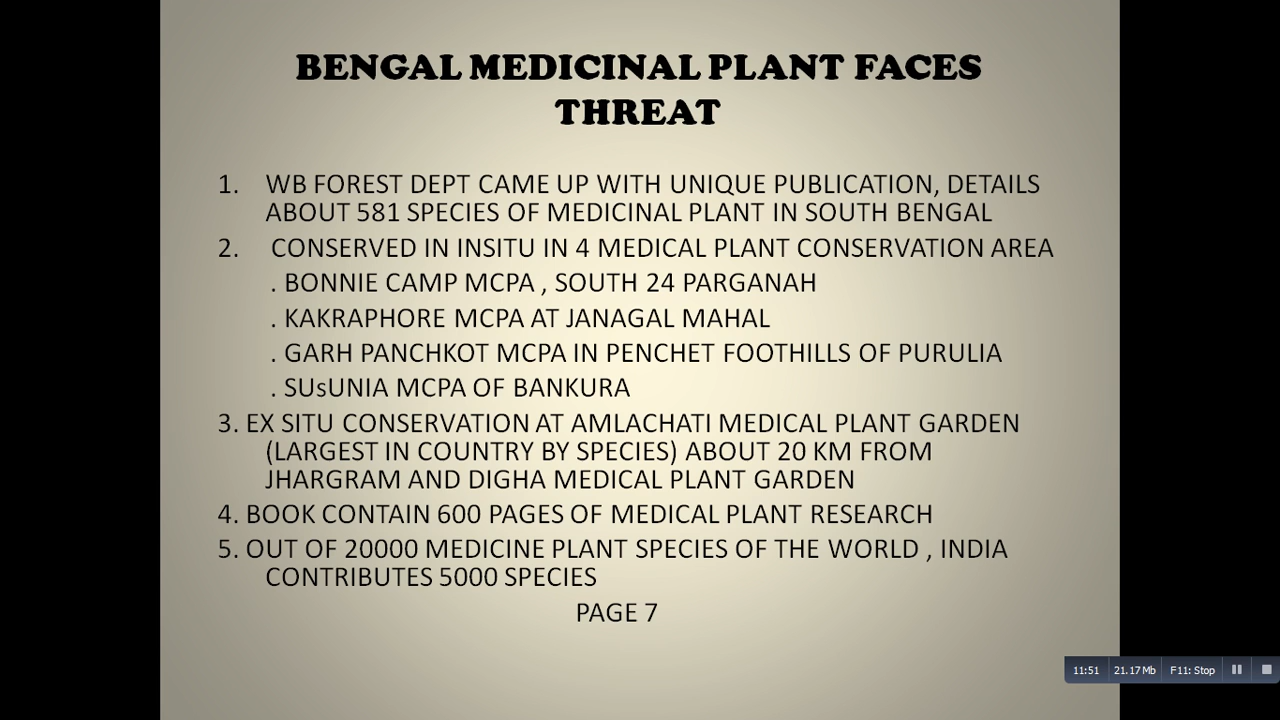 BENGAL MEDICINAL PLANT FACES
THREAT
1. WB FOREST DEPT CAME UP WITH UNIQUE PUBLICATION, DETAILS
ABOUT 581 SPECIES OF MEDICINAL PLANT IN SOUTH BENGAL
2. CONSERVED IN INSITU IN 4 MEDICAL PLANT CONSERVATION AREA
. BONNIE CAMP MCPA , SOUTH 24 PARGANAH
. KAKRAPHORE MCPA AT JANAGAL MAHAL
. GARH PANCHKOT MCPA IN PENCHET FOOTHILLS OF PURULIA
. SUsUNIA MCPA OF BANKURA
3. EX SITU CONSERVATION AT AMLACHATI MEDICAL PLANT GARDEN
(LARGEST IN COUNTRY BY SPECIES) ABOUT 20 KM FROM
JHARGRAM AND DIGHA MEDICAL PLANT GARDEN
4. BOOK CONTAIN 600 PAGES OF MEDICAL PLANT RESEARCH
5. OUT OF 20000 MEDICINE PLANT SPECIES OF THE WORLD , INDIA
CONTRIBUTES 5000 SPECIES
PAGE 7
11:51 21.17 Mb F11: Stop